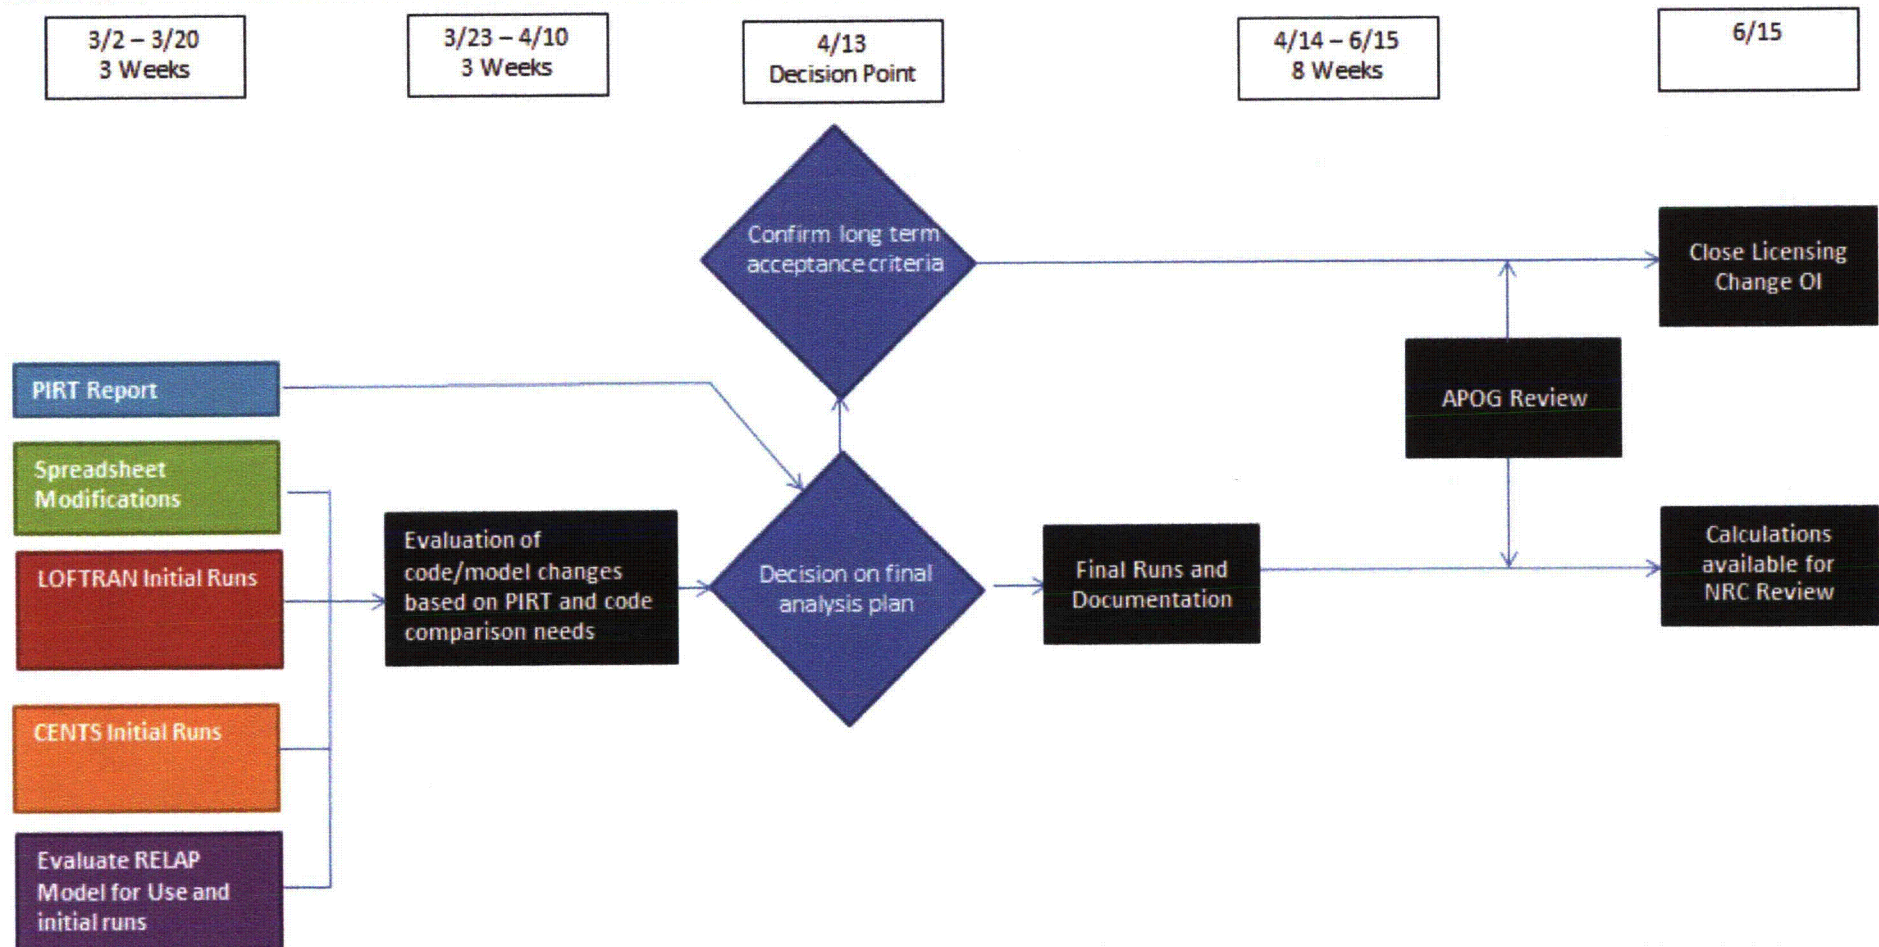 3/2 – 3/20
3 Weeks
3/23 – 4/10
3 Weeks
4/13
Decision Point
4/14 – 6/15
8 Weeks
6/15
Confirm long term
acceptance criteria
Close Licensing
Change OI
PIRT Report
APOG Review
Spreadsheet
Modifications
LOFTRAN Initial Runs
Evaluation of
code/model changes
based on PIRT and code
comparison needs
Decision on final
analysis plan
Final Runs and
Documentation
Calculations
available for
NRC Review
CENTS Initial Runs
Evaluate RELAP
Model for Use and
initial runs